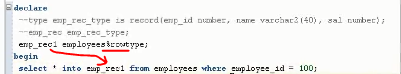 declare
--type emp_rec_type is record(emp_id number, name varchar2(40), sal number);
--emp_rec emp_rec_type;
emp_rec1 employees%rowtype;
begin
select * into emp_rec1 from employees where employee_id = 100;